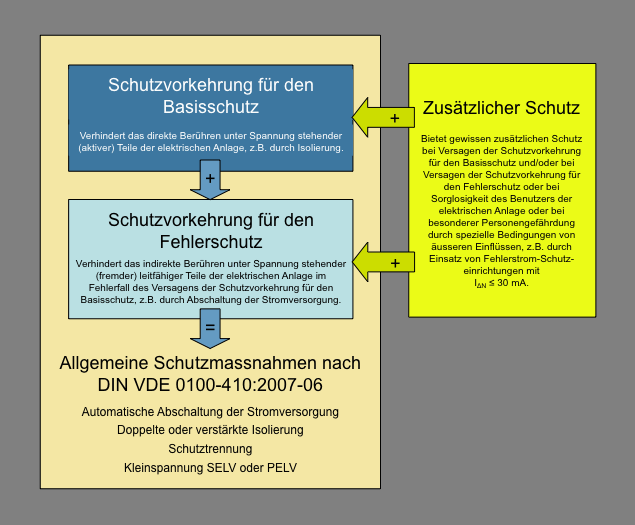 Schutzvorkehrung für den
Basisschutz
Verhindert das direkte Berühren unter Spannung stehender
(aktiver) Teile der elektrischen Anlage, z.B. durch Isolierung.
+
Schutzvorkehrung für den
Fehlerschutz
Verhindert das indirekte Berühren unter Spannung stehender
(fremder) leitfähiger Teile der elektrischen Anlage im
Fehlerfall des Versagens der Schutzvorkehrung für den
Basisschutz, z.B. durch Abschaltung der Stromversorgung.
=
Allgemeine Schutzmassnahmen nach
DIN VDE 0100-410:2007-06
Automatische Abschaltung der Stromversorgung
Doppelte oder verstärkte Isolierung
Schutztrennung
Kleinspannung SELV oder PELV
+
+
Zusätzlicher Schutz
Bietet gewissen zusätzlichen Schutz
bei Versagen der Schutzvorkehrung
für den Basisschutz und/oder bei
Versagen der Schutzvorkehrung für
den Fehlerschutz oder bei
Sorglosigkeit des Benutzers der
elektrischen Anlage oder bei
besonderer Personengefährdung
durch spezielle Bedingungen von
äusseren Einflüssen, z.B. durch
Einsatz von Fehlerstrom-Schutz-
einrichtungen mit
I∆N ≤ 30 mA.